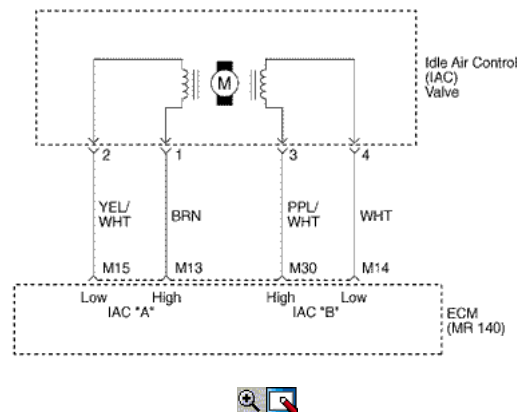 Idle Air Control
(IAC)
Valve
M
2 1 3 4
YEL/
WHT
BRN
PPL/
WHT
WHT
M15 M13 M30 M14
Low High High Low
IAC "A" IAC "B"
ECM
(MR 140)